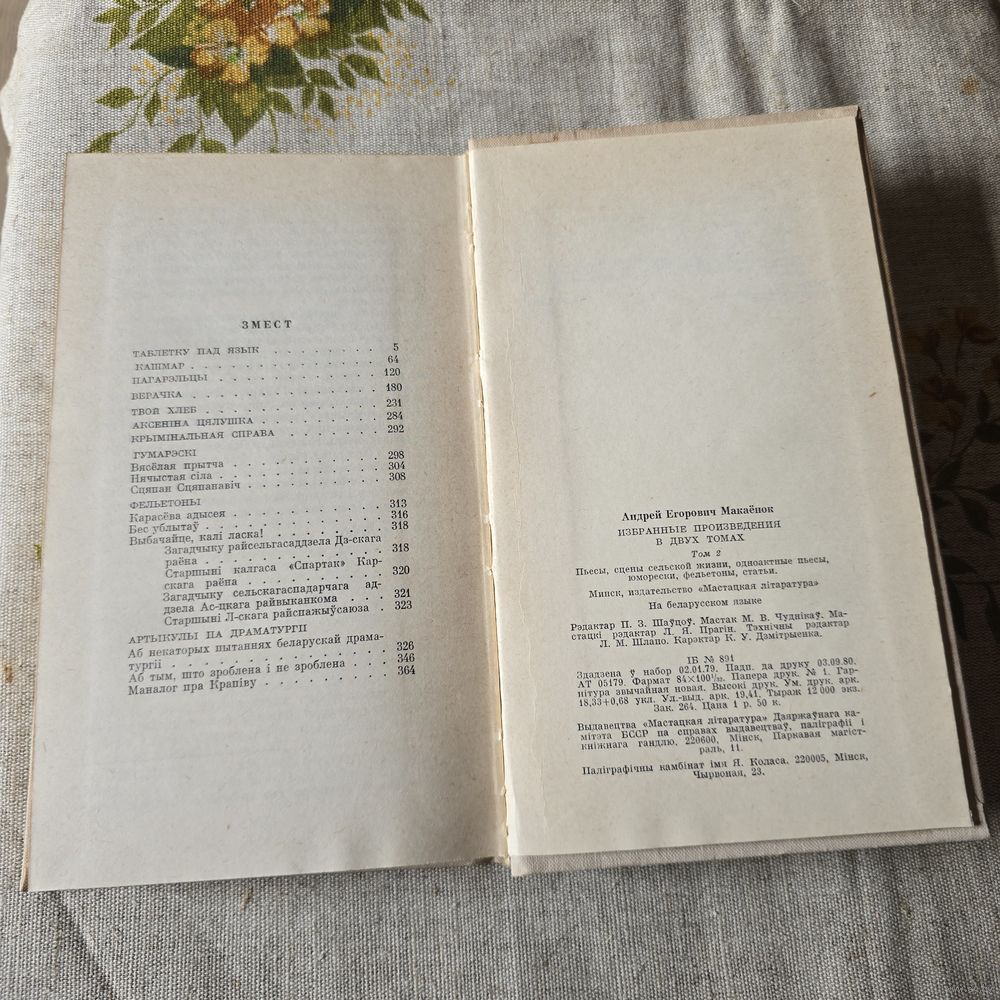 ЗМЕСТ
ТАБЛЕТКУ ПАД ЯЗЫК . . . . . . . . 5
КАШМАР . . . . . . . . . . . . 64
ПАГАРЭЛЬЦЫ . . . . . . . . . . 120
ВЕРАЧКА . . . . . . . . . . . . 180
ТВОЙ ХЛЕБ . . . . . . . . . . . 231
АКСЕНІНА ЦЯЛУШКА . . . . . . . . 284
КРЫМІНАЛЬНАЯ СПРАВА . . . . . . . 292
ГУМАРЭСКІ . . . . . . . . . . . 298
Вясёлая прытча . . . . . . . . . 304
Нячыстая сіла . . . . . . . . . . 308
Сцяпан Сцяпанавіч . . . . . . . .
ФЕЛЬЕТОНЫ . . . . . . . . . . . 313
Карасёва адысея . . . . . . . . . 316
Бес ублытаў . . . . . . . . . . . 318
Выбачайце, калі ласка!
Загадчыку райсельгасаддзела Дз-скага
раёна . . . . . . . . . . . 318
Старшыні калгаса «Спартак» Кар-
скага раёна . . . . . . . . . 320
Загадчыку сельскагаспадарчага ад-
дзела Ас-цкага райвыканкома . . . 321
Старшыні Л-скага райспажыўсаюза . 323
АРТЫКУЛЫ ПА ДРАМАТУРГІІ
Аб некаторых пытаннях беларускай драма-
тургіі . . . . . . . . . . . . . 326
Аб тым, што зроблена і не зроблена . . . 346
Маналог пра Крапіву . . . . . . . . 364
Андрей Егорович Макаёнок
ИЗБРАННЫЕ ПРОИЗВЕДЕНИЯ
В ДВУХ ТОМАХ
Том 2
Пьесы, сцены сельской жизни, одноактные пьесы,
юморески, фельетоны, статьи.
Минск, издательство «Мастацкая літаратура»
На беларусском языке
Рэдактар П. З. Шаўцоў. Мастак М. В. Чуднікаў. Ма-
стацкі рэдактар Л. Я. Прагін. Тэхнічны рэдактар
Л. М. Шлапо. Карэктар К. У. Дзмітрыенка.
ІБ № 891
Здадзена ў набор 02.01.79. Падп. да друку 03.09.80.
АТ 05179. Фармат 84×100¹/₃₂. Папера друк. № 1. Гар-
нітура звычайная новая. Высокі друк. Ум. друк. арк.
18,33+0,68 укл. Ул.-выд. арк. 19,41. Тыраж 12 000 экз.
Зак. 264. Цана 1 р. 50 к.
Выдавецтва «Мастацкая літаратура» Дзяржаўнага ка-
мітэта БССР па справах выдавецтваў, паліграфіі і
кніжнага гандлю. 220600, Мінск, Паркавая магіст-
раль, 11.
Паліграфічны камбінат імя Я. Коласа. 220005, Мінск,
Чырвоная, 23.